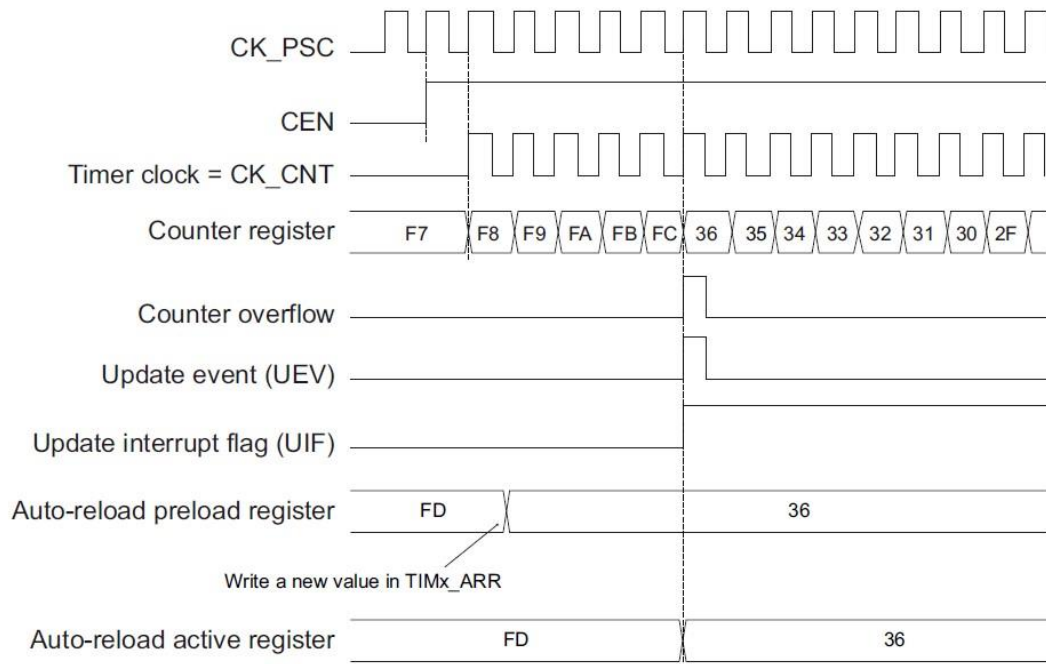 CK_PSC
CEN
Timer clock = CK_CNT
Counter register F7 F8 F9 FA FB FC 36 35 34 33 32 31 30 2F
Counter overflow
Update event (UEV)
Update interrupt flag (UIF)
Auto-reload preload register FD 36
Write a new value in TIMx_ARR
Auto-reload active register FD 36